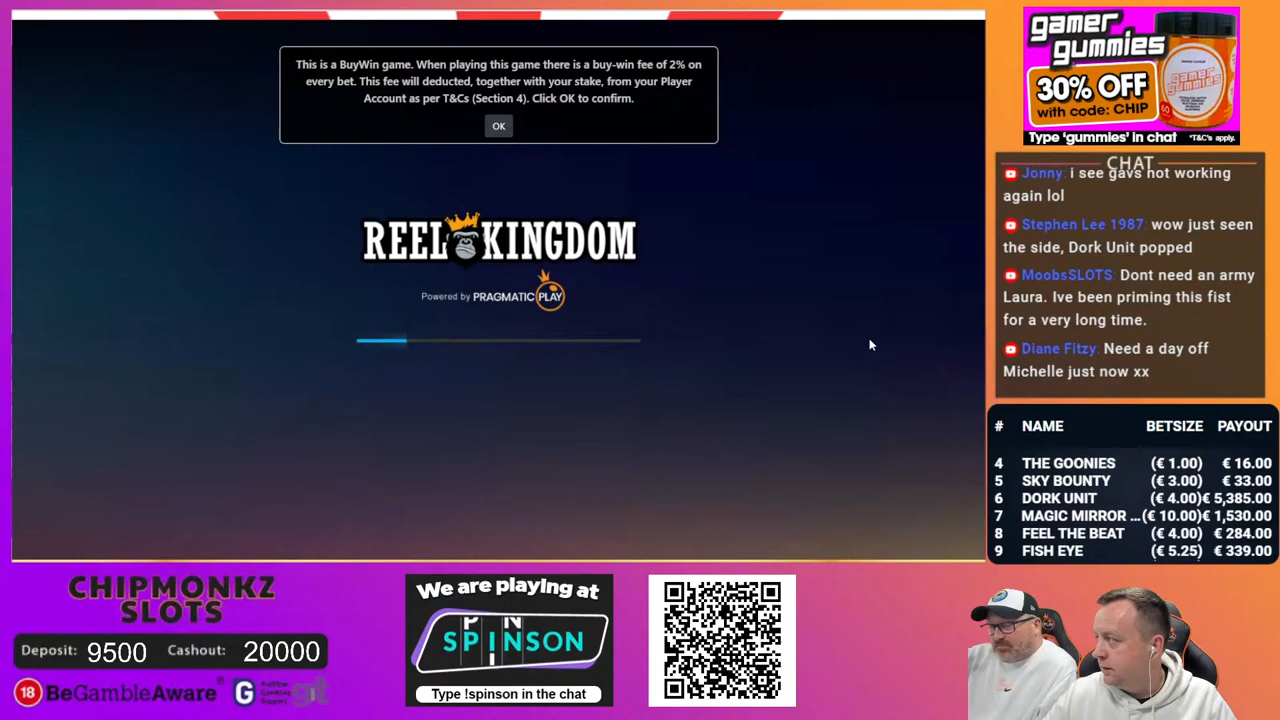 This is a BuyWin game. When playing this game there is a buy-win fee of 2% on
every bet. This fee will deducted, together with your stake, from your Player
Account as per T&Cs (Section 4). Click OK to confirm.
OK
REEL KINGDOM
Powered by PRAGMATIC PLAY
gamer
gummies
30% OFF
with code: CHIP
Type 'gummies' in chat *T&C's apply.
CHAT
Jonny: i see gavs not working
again lol
Stephen Lee 1987: wow just seen
the side, Dork Unit popped
MoobsSLOTS: Dont need an army
Laura. Ive been priming this fist
for a very long time.
Diane Fitzy: Need a day off
Michelle just now xx
# NAME BETSIZE PAYOUT
4 THE GOONIES (€ 1.00) € 16.00
5 SKY BOUNTY (€ 3.00) € 33.00
6 DORK UNIT (€ 4.00) € 5,385.00
7 MAGIC MIRROR ... (€ 10.00) € 1,530.00
8 FEEL THE BEAT (€ 4.00) € 284.00
9 FISH EYE (€ 5.25) € 339.00
CHIPMONKZ
SLOTS
Deposit: 9500 Cashout: 20000
18 BeGambleAware
We are playing at
SPINSON
Type !spinson in the chat